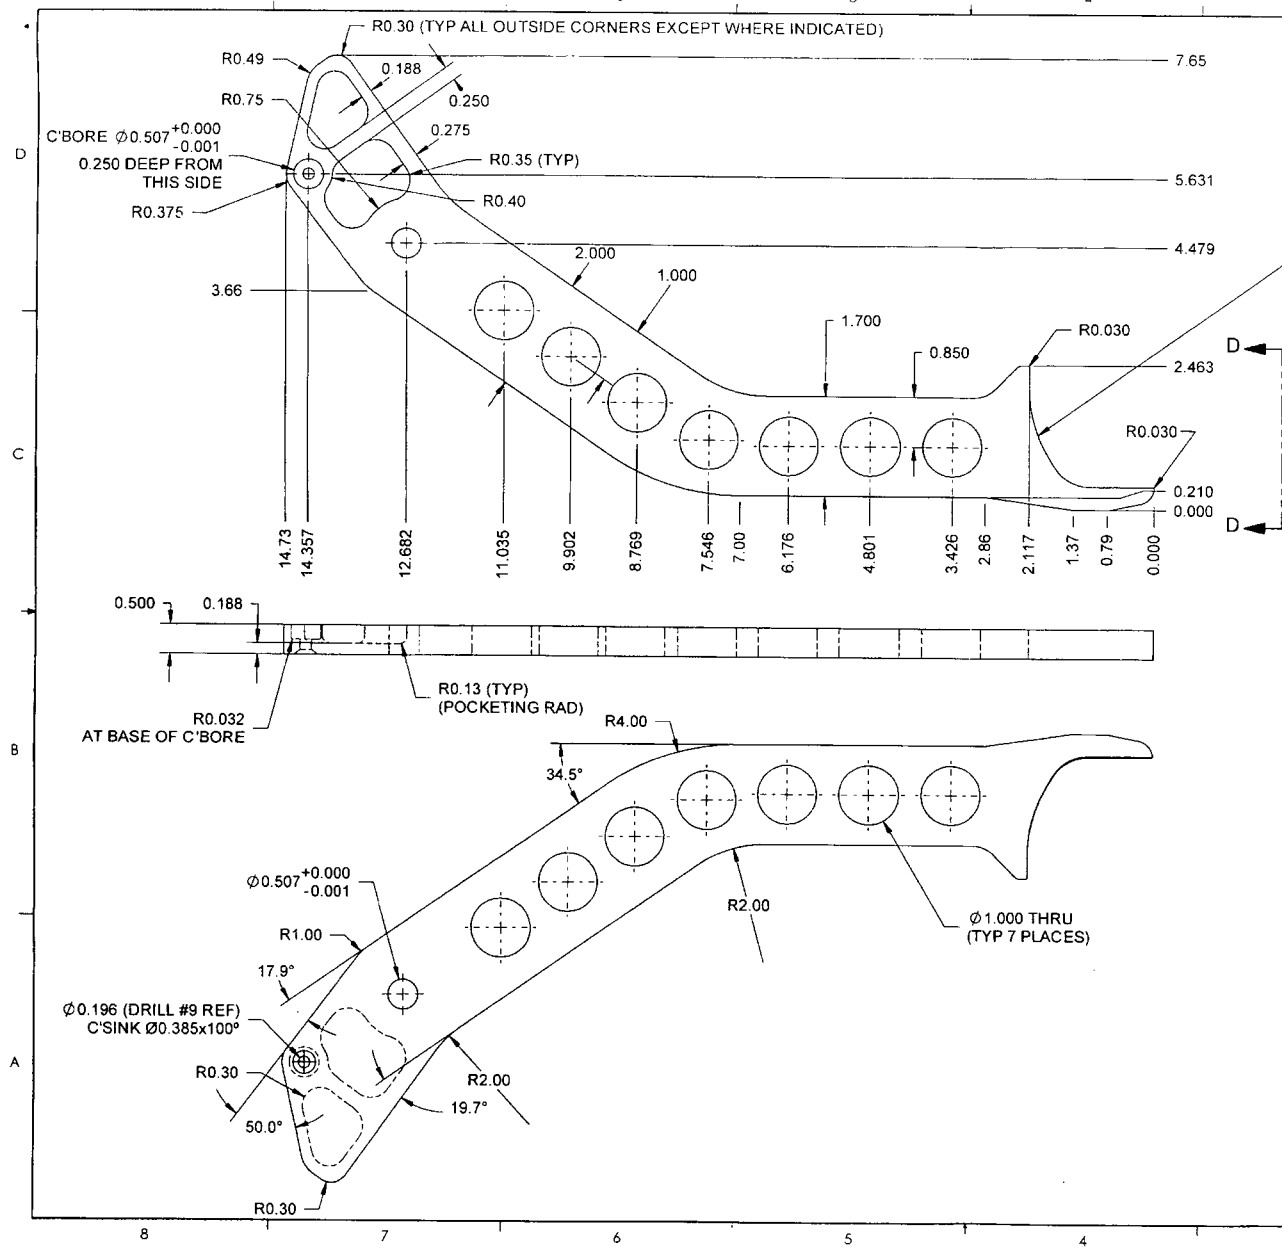 R0.30 (TYP ALL OUTSIDE CORNERS EXCEPT WHERE INDICATED)
R0.49
0.188
7.65
R0.75
0.250
C'BORE Ø0.507 +0.000
-0.001
0.250 DEEP FROM
THIS SIDE
0.275
D
R0.35 (TYP)
5.631
R0.375
R0.40
4.479
2.000
3.66
1.000
1.700
R0.030
0.850
D
2.463
R0.030
C
0.210
0.000
D
14.73
14.357
12.682
11.035
9.902
8.769
7.546
7.00
6.176
4.801
3.426
2.86
2.117
1.37
0.79
0.000
0.500
0.188
R0.13 (TYP)
(POCKETING RAD)
R0.032
AT BASE OF C'BORE
R4.00
B
34.5°
Ø0.507 +0.000
-0.001
R2.00
Ø1.000 THRU
(TYP 7 PLACES)
R1.00
17.9°
Ø0.196 (DRILL #9 REF)
C'SINK Ø0.385x100°
A
R0.30
R2.00
19.7°
50.0°
R0.30
8
7
6
5
4